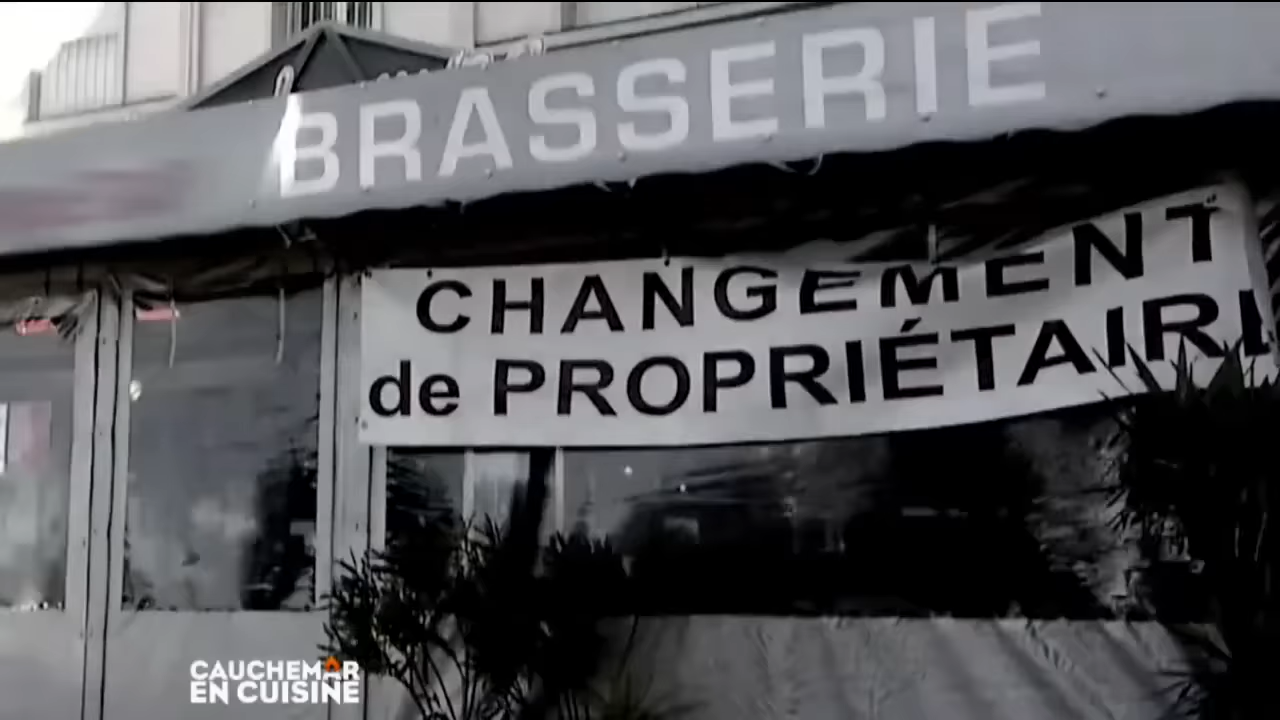 BRASSERIE
CHANGEMENT
de PROPRIÉTAIRE
CAUCHEMAR
EN CUISINE